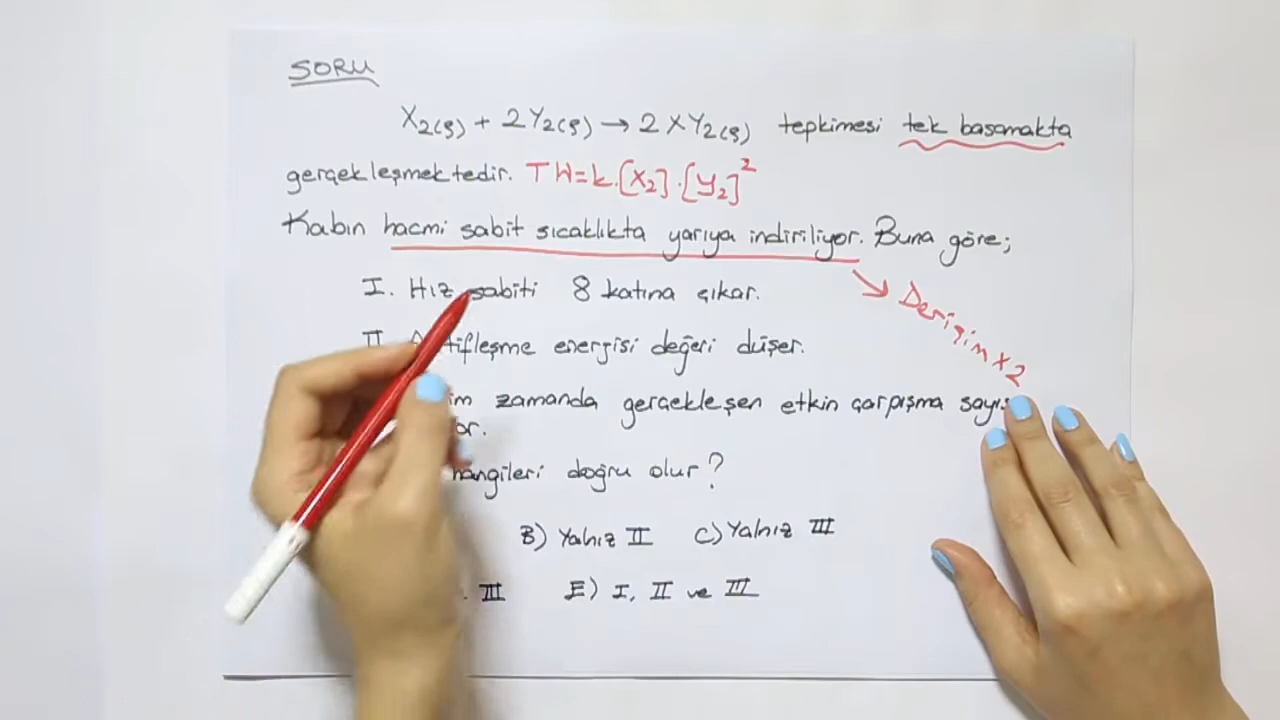 SORU
X2(g) + 2Y2(g) → 2XY2(g) tepkimesi tek basamakta
gerçekleşmektedir. TH=k.[X2].[Y2]²
Kabın hacmi sabit sıcaklıkta yarıya indiriliyor. Buna göre;
I. Hız sabiti 8 katına çıkar.
Derişim x2
II. enerjisi değeri düşer.
zamanda gerçekleşen etkin çarpışma
hangileri doğru olur?
B) Yalnız II C) Yalnız III
III E) I, II ve III